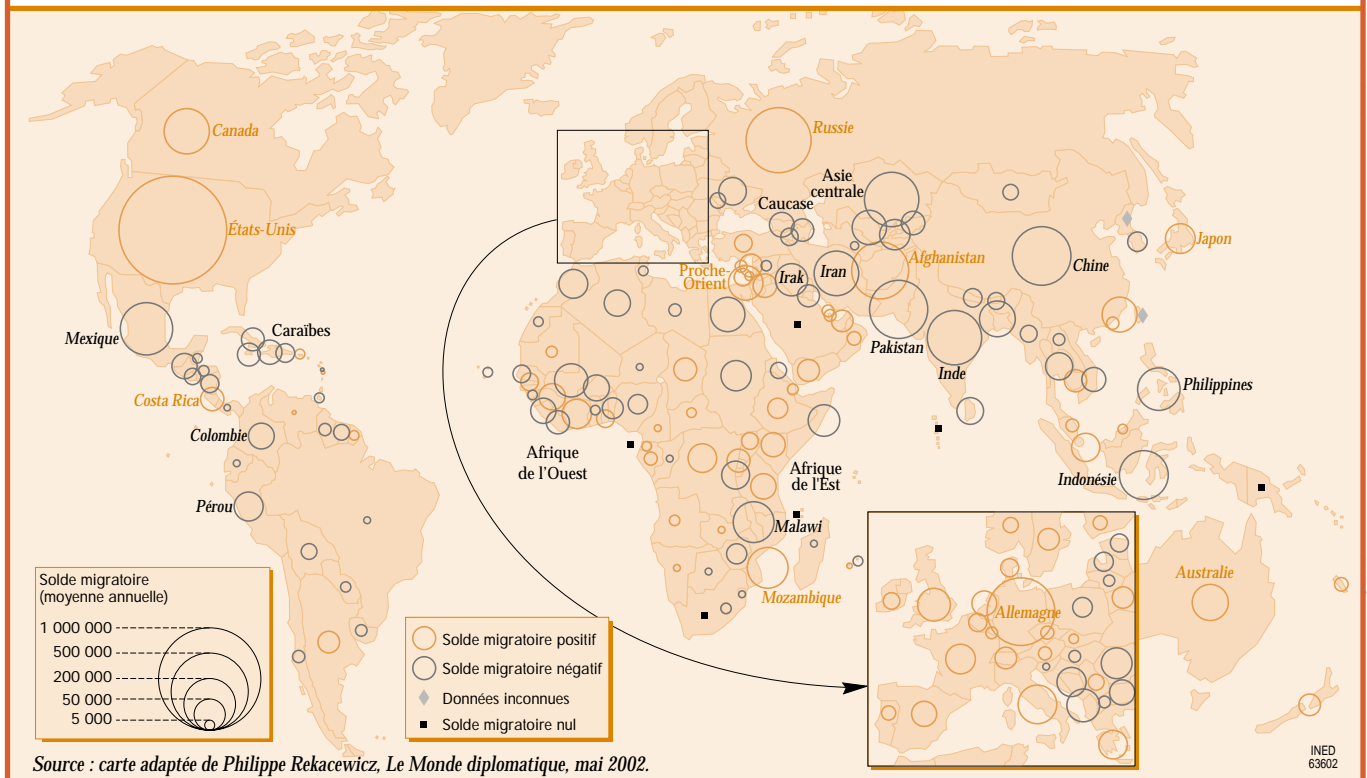 Canada
Russie
États-Unis
Asie
centrale
Caucase
Proche-
Orient
Irak
Iran
Afghanistan
Chine
Japon
Mexique
Caraïbes
Pakistan
Inde
Philippines
Costa Rica
Colombie
Afrique
de l'Ouest
Afrique
de l'Est
Indonésie
Pérou
Malawi
Mozambique
Allemagne
Australie
Solde migratoire
(moyenne annuelle)
1 000 000
500 000
200 000
50 000
5 000
Solde migratoire positif
Solde migratoire négatif
Données inconnues
Solde migratoire nul
Source : carte adaptée de Philippe Rekacewicz, Le Monde diplomatique, mai 2002.
INED
63602